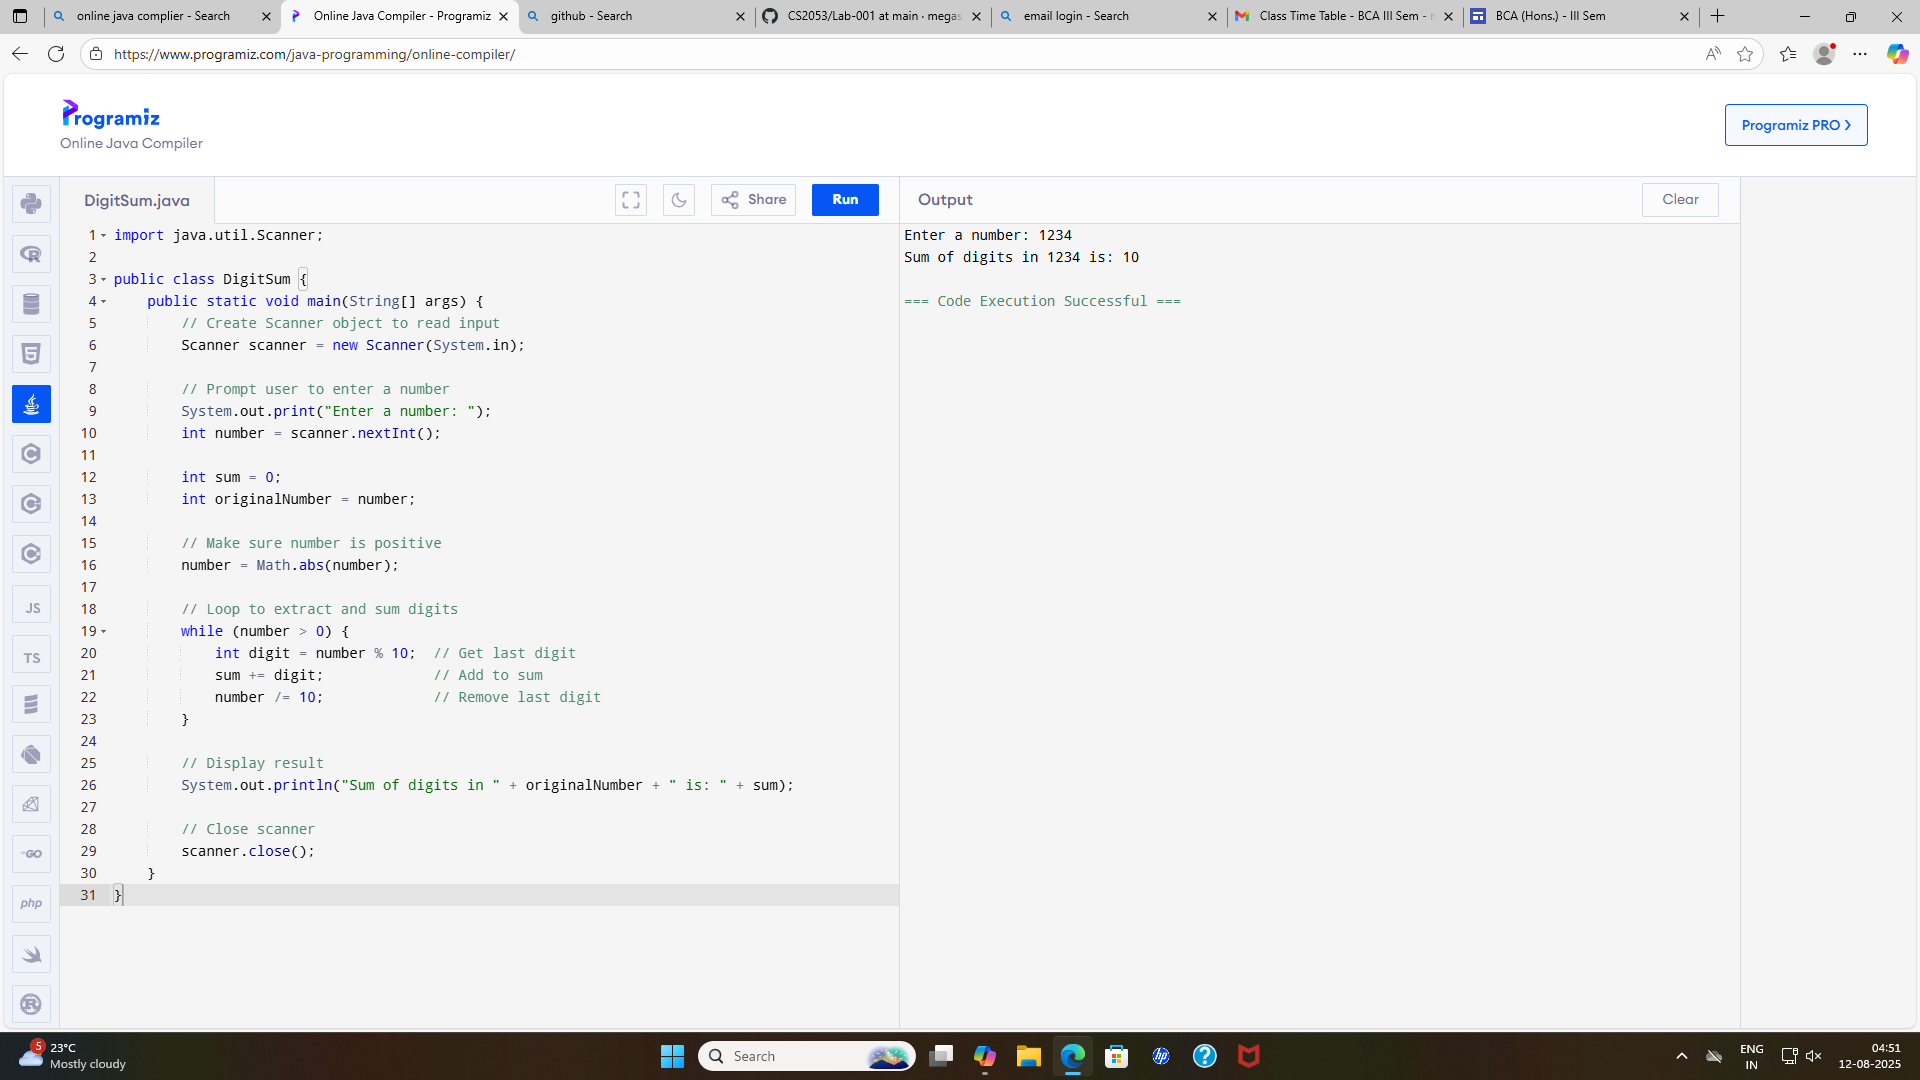 online java complier - Search
Online Java Compiler - Programiz
github - Search
CS2053/Lab-001 at main · megas
email login - Search
Class Time Table - BCA III Sem -
BCA (Hons.) - III Sem
https://www.programiz.com/java-programming/online-compiler/
Programiz
Online Java Compiler
Programiz PRO
DigitSum.java
Share
Run
Output
Clear
1 import java.util.Scanner;
2
3 public class DigitSum {
4 public static void main(String[] args) {
5 // Create Scanner object to read input
6 Scanner scanner = new Scanner(System.in);
7
8 // Prompt user to enter a number
9 System.out.print("Enter a number: ");
10 int number = scanner.nextInt();
11
12 int sum = 0;
13 int originalNumber = number;
14
15 // Make sure number is positive
16 number = Math.abs(number);
17
18 // Loop to extract and sum digits
19 while (number > 0) {
20 int digit = number % 10; // Get last digit
21 sum += digit; // Add to sum
22 number /= 10; // Remove last digit
23 }
24
25 // Display result
26 System.out.println("Sum of digits in " + originalNumber + " is: " + sum);
27
28 // Close scanner
29 scanner.close();
30 }
31 }
Enter a number: 1234
Sum of digits in 1234 is: 10
=== Code Execution Successful ===
JS
TS
GO
php
5
23°C
Mostly cloudy
Search
hp
ENG
IN
04:51
12-08-2025